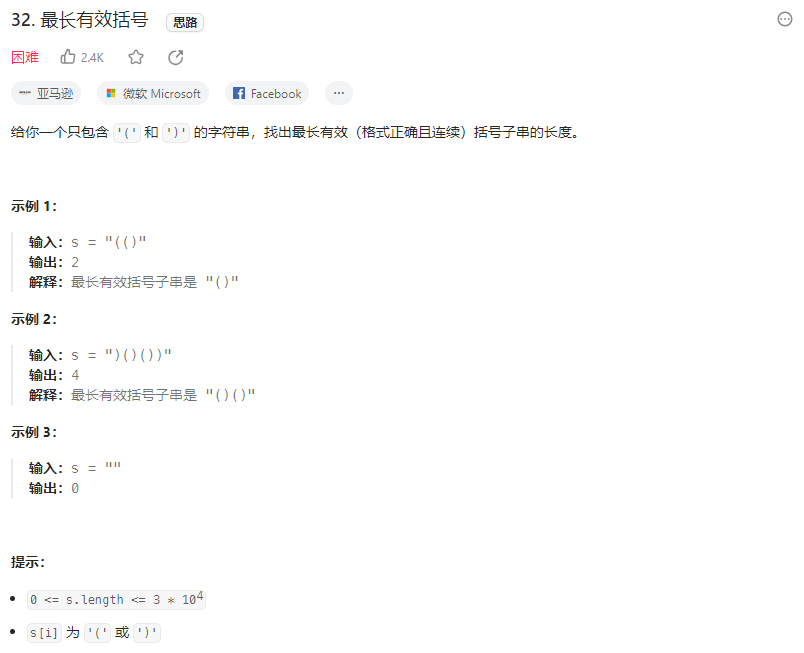 32. 最长有效括号 思路
困难 2.4K
亚马逊 微软 Microsoft Facebook ...
给你一个只包含 '(' 和 ')' 的字符串，找出最长有效（格式正确且连续）括号子串的长度。
示例 1：
输入：s = "(()"
输出：2
解释：最长有效括号子串是 "()"
示例 2：
输入：s = ")()())"
输出：4
解释：最长有效括号子串是 "()()"
示例 3：
输入：s = ""
输出：0
提示：
• 0 <= s.length <= 3 * 10⁴
• s[i] 为 '(' 或 ')'